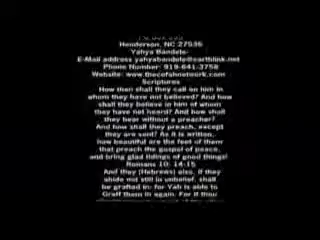 Henderson, NC 27536
Yahya Bandele-
E-Mail address yahyabandele@earthlink.net
Phone Number: 919-641-3758
Website: www.thecofahnetwork.com
Scriptures
How then shall they call on him in
whom they have not believed? And how
shall they believe in him of whom
they have not heard? And how shall
they hear without a preacher?
And how shall they preach, except
they are sent? As it is written,
how beautiful are the feet of them
that preach the gospel of peace,
and bring glad tidings of good things!
Romans 10: 14-15
And they (Hebrews) also, if they
abide not still in unbelief, shall
be grafted in: for Yah is able to
Graff them in again. For if thou